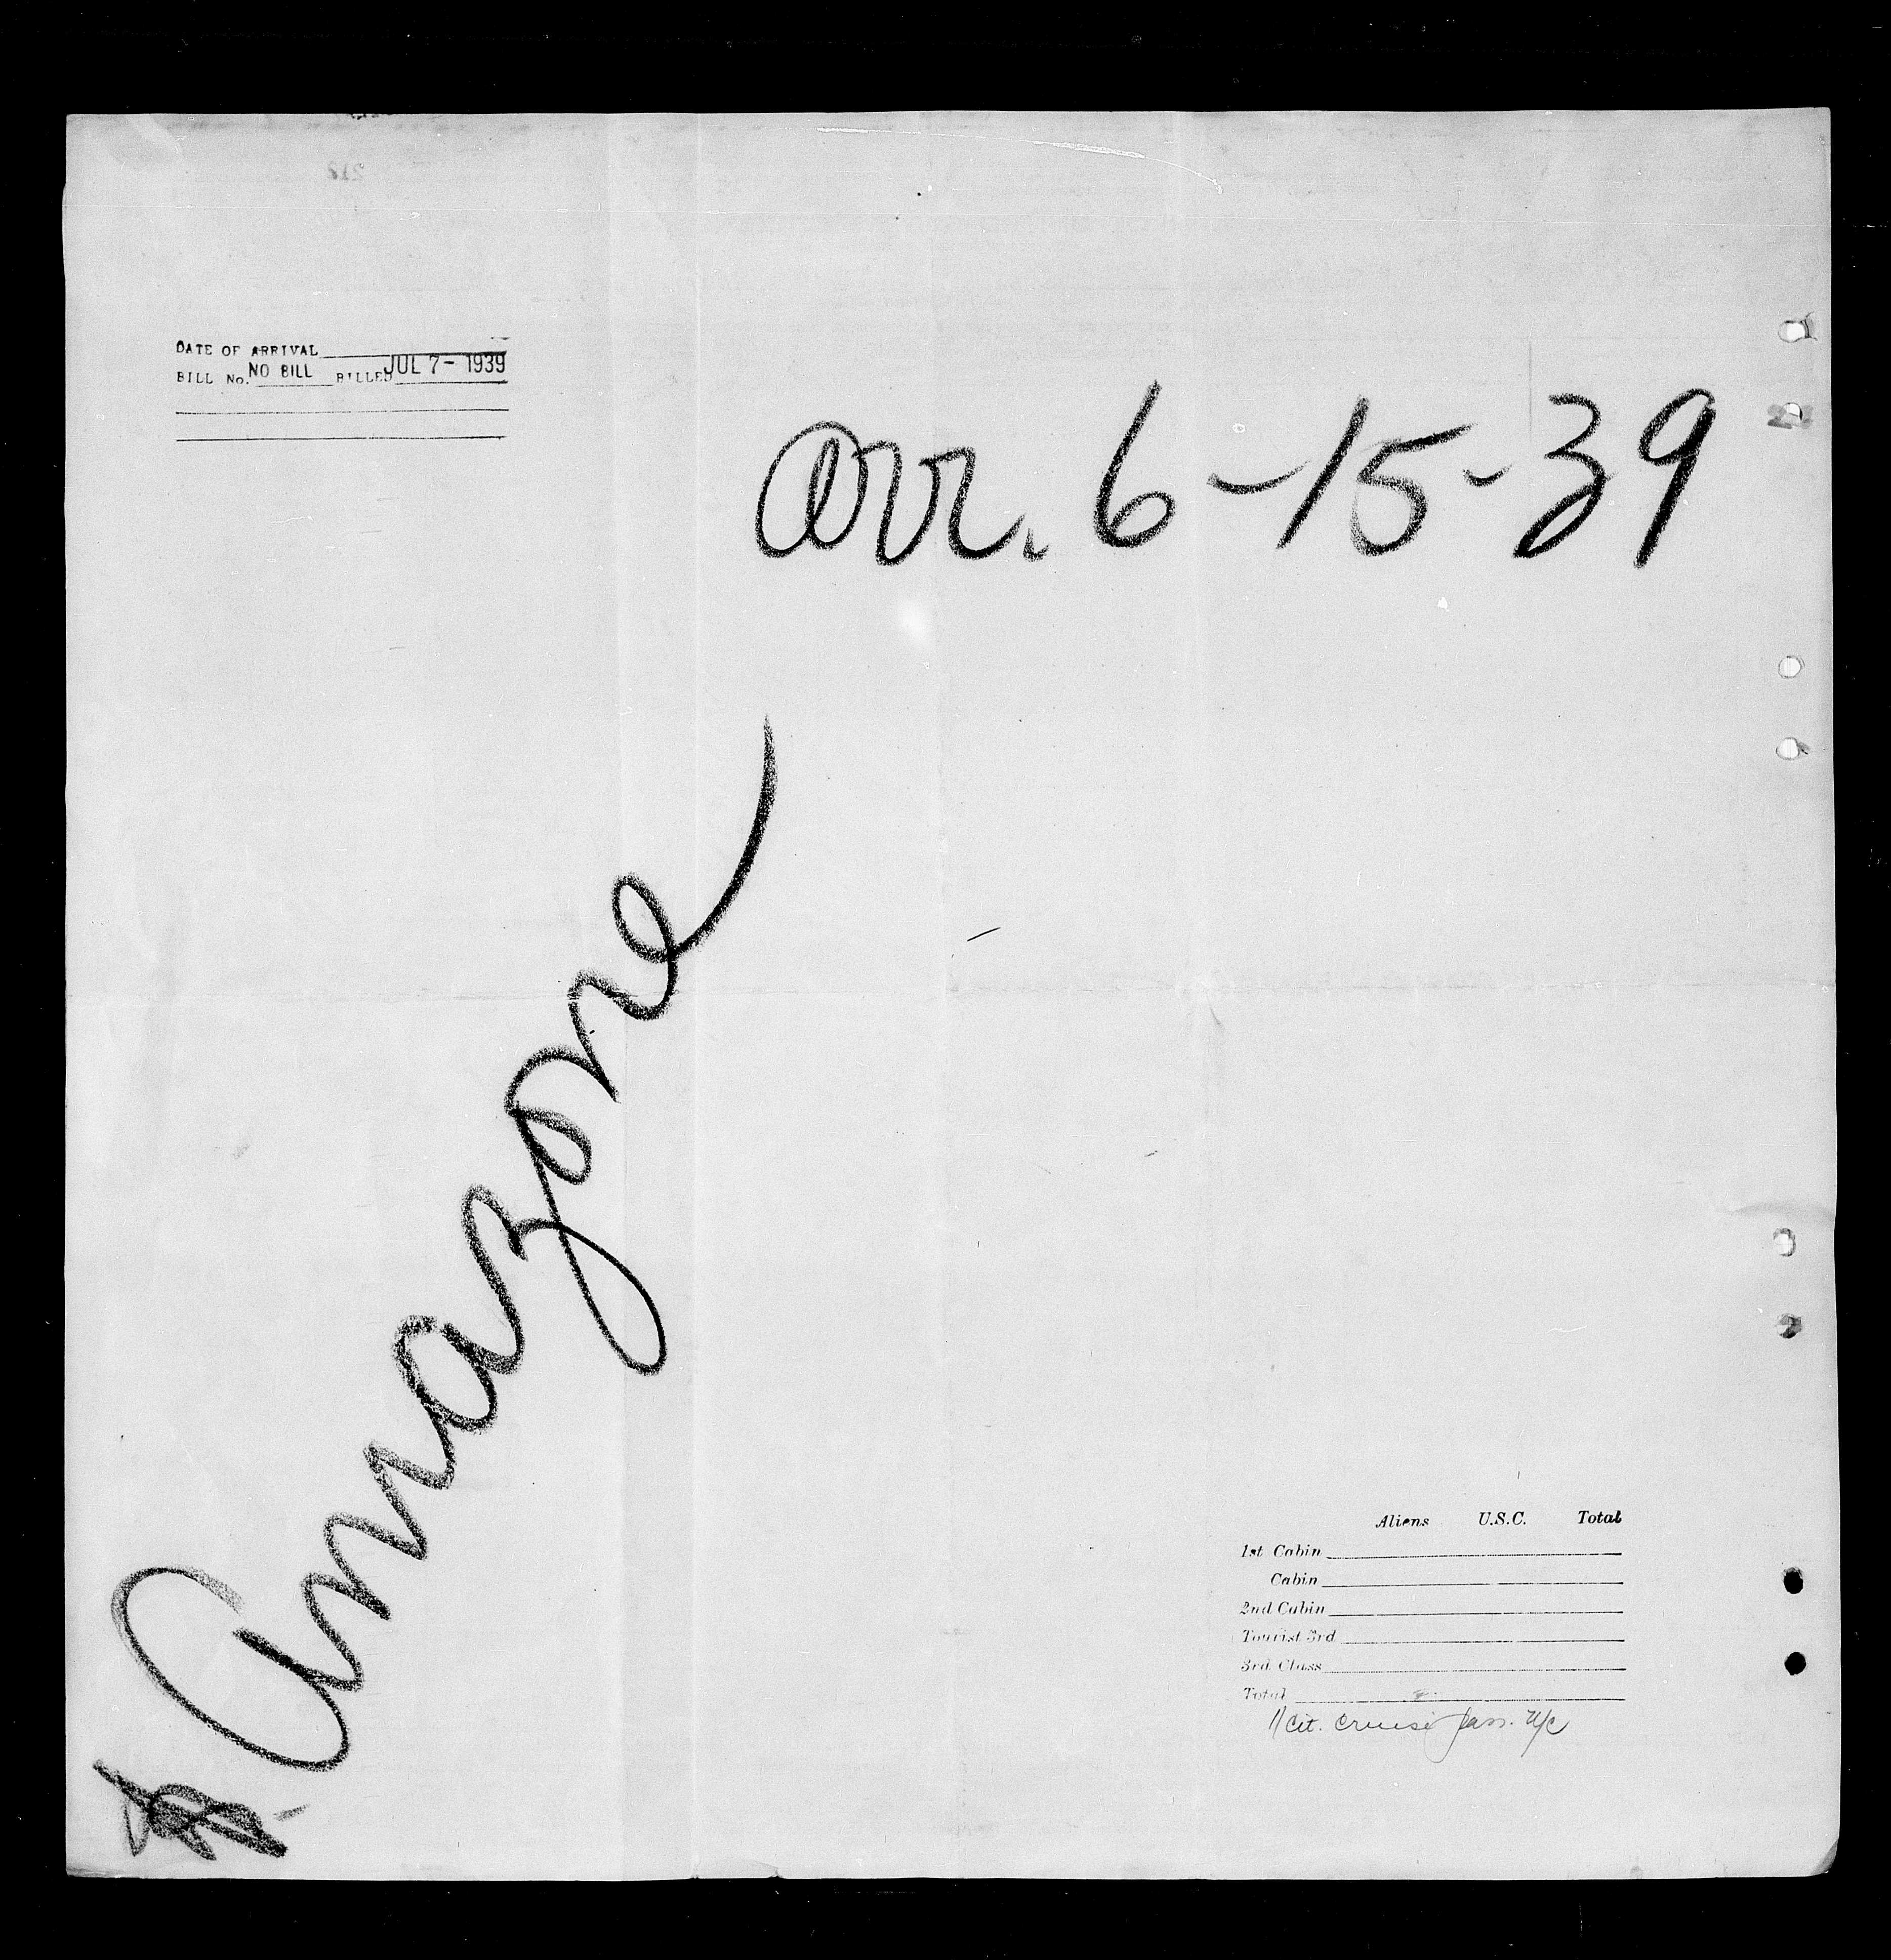 DATE OF ARRIVAL
BILL No. NO BILL BILLED JUL 7 - 1939
arr. 6-15-39
Amazone
Aliens U.S.C. Total
1st Cabin
Cabin
2nd Cabin
Tourist 3rd
3rd Class
Total
11 Cit. cruise pass.